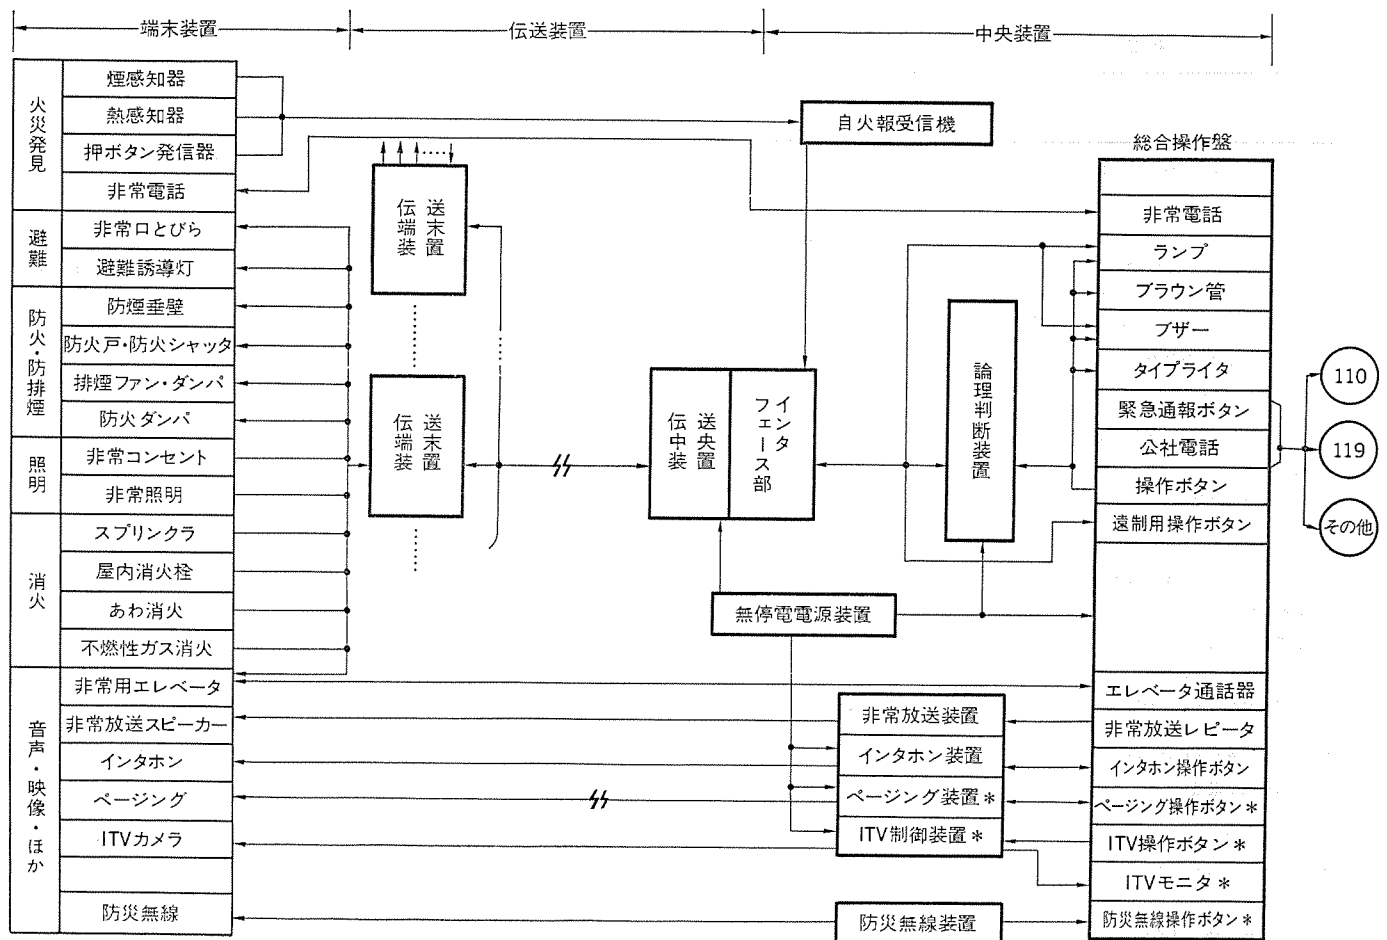 端末装置
伝送装置
中央装置
火災発見
煙感知器
熱感知器
押ボタン発信器
非常電話
避難
非常口とびら
避難誘導灯
防火・防排煙
防煙垂壁
防火戸・防火シャッタ
排煙ファン・ダンパ
防火ダンパ
照明
非常コンセント
非常照明
消火
スプリンクラ
屋内消火栓
あわ消火
不燃性ガス消火
音声・映像・ほか
非常用エレベータ
非常放送スピーカー
インタホン
ページング
ITVカメラ
防災無線
伝送
端末
装置
伝送
端末
装置
伝送
中央
装置
インタ
フェース部
自火報受信機
論理判断装置
無停電電源装置
非常放送装置
インタホン装置
ページング装置*
ITV制御装置*
防災無線装置
総合操作盤
非常電話
ランプ
ブラウン管
ブザー
タイプライタ
緊急通報ボタン
公社電話
操作ボタン
遠制用操作ボタン
エレベータ通話器
非常放送レピータ
インタホン操作ボタン
ページング操作ボタン*
ITV操作ボタン*
ITVモニタ*
防災無線操作ボタン*
110
119
その他